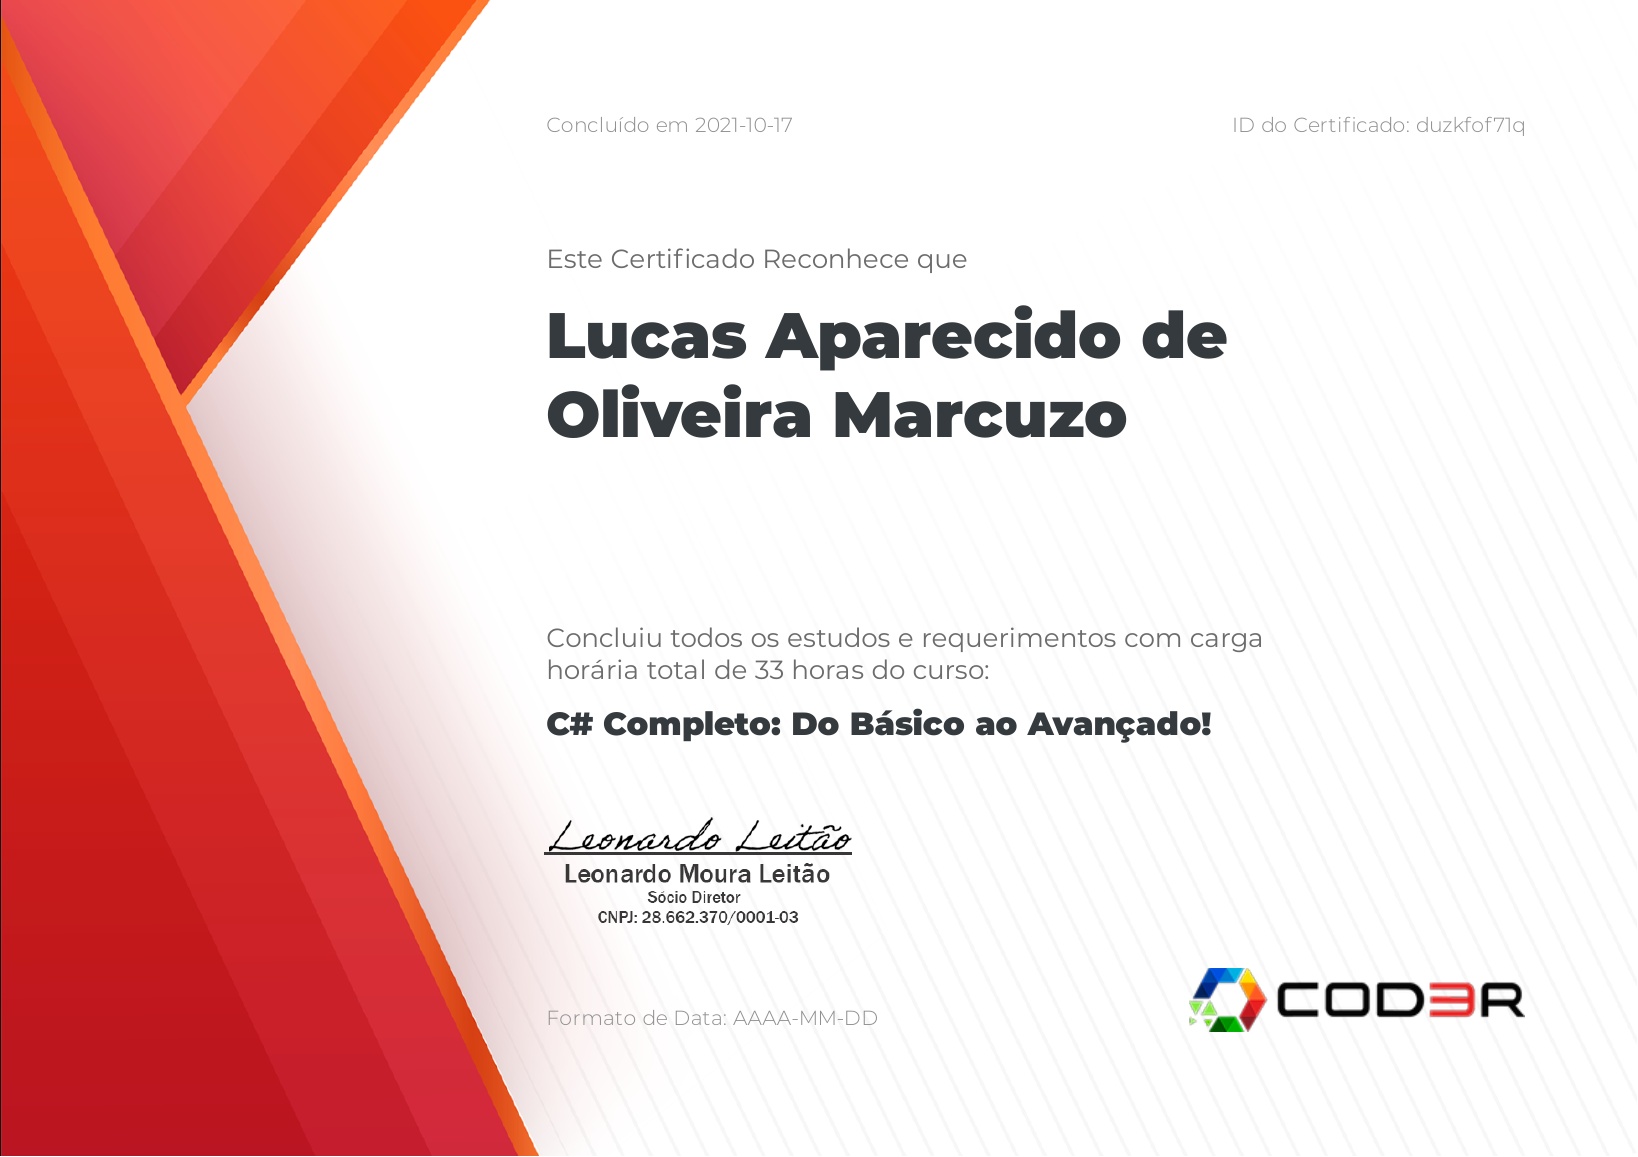 Concluído em 2021-10-17
ID do Certificado: duzkfof71q
Este Certificado Reconhece que
Lucas Aparecido de
Oliveira Marcuzo
Concluiu todos os estudos e requerimentos com carga
horária total de 33 horas do curso:
C# Completo: Do Básico ao Avançado!
Leonardo Leitão
Leonardo Moura Leitão
Sócio Diretor
CNPJ: 28.662.370/0001-03
Formato de Data: AAAA-MM-DD
COD3R